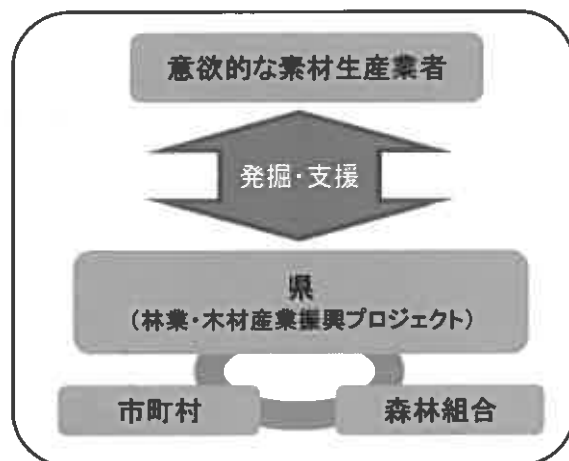 意欲的な素材生産業者
発掘・支援
県
（林業・木材産業振興プロジェクト）
市町村
森林組合